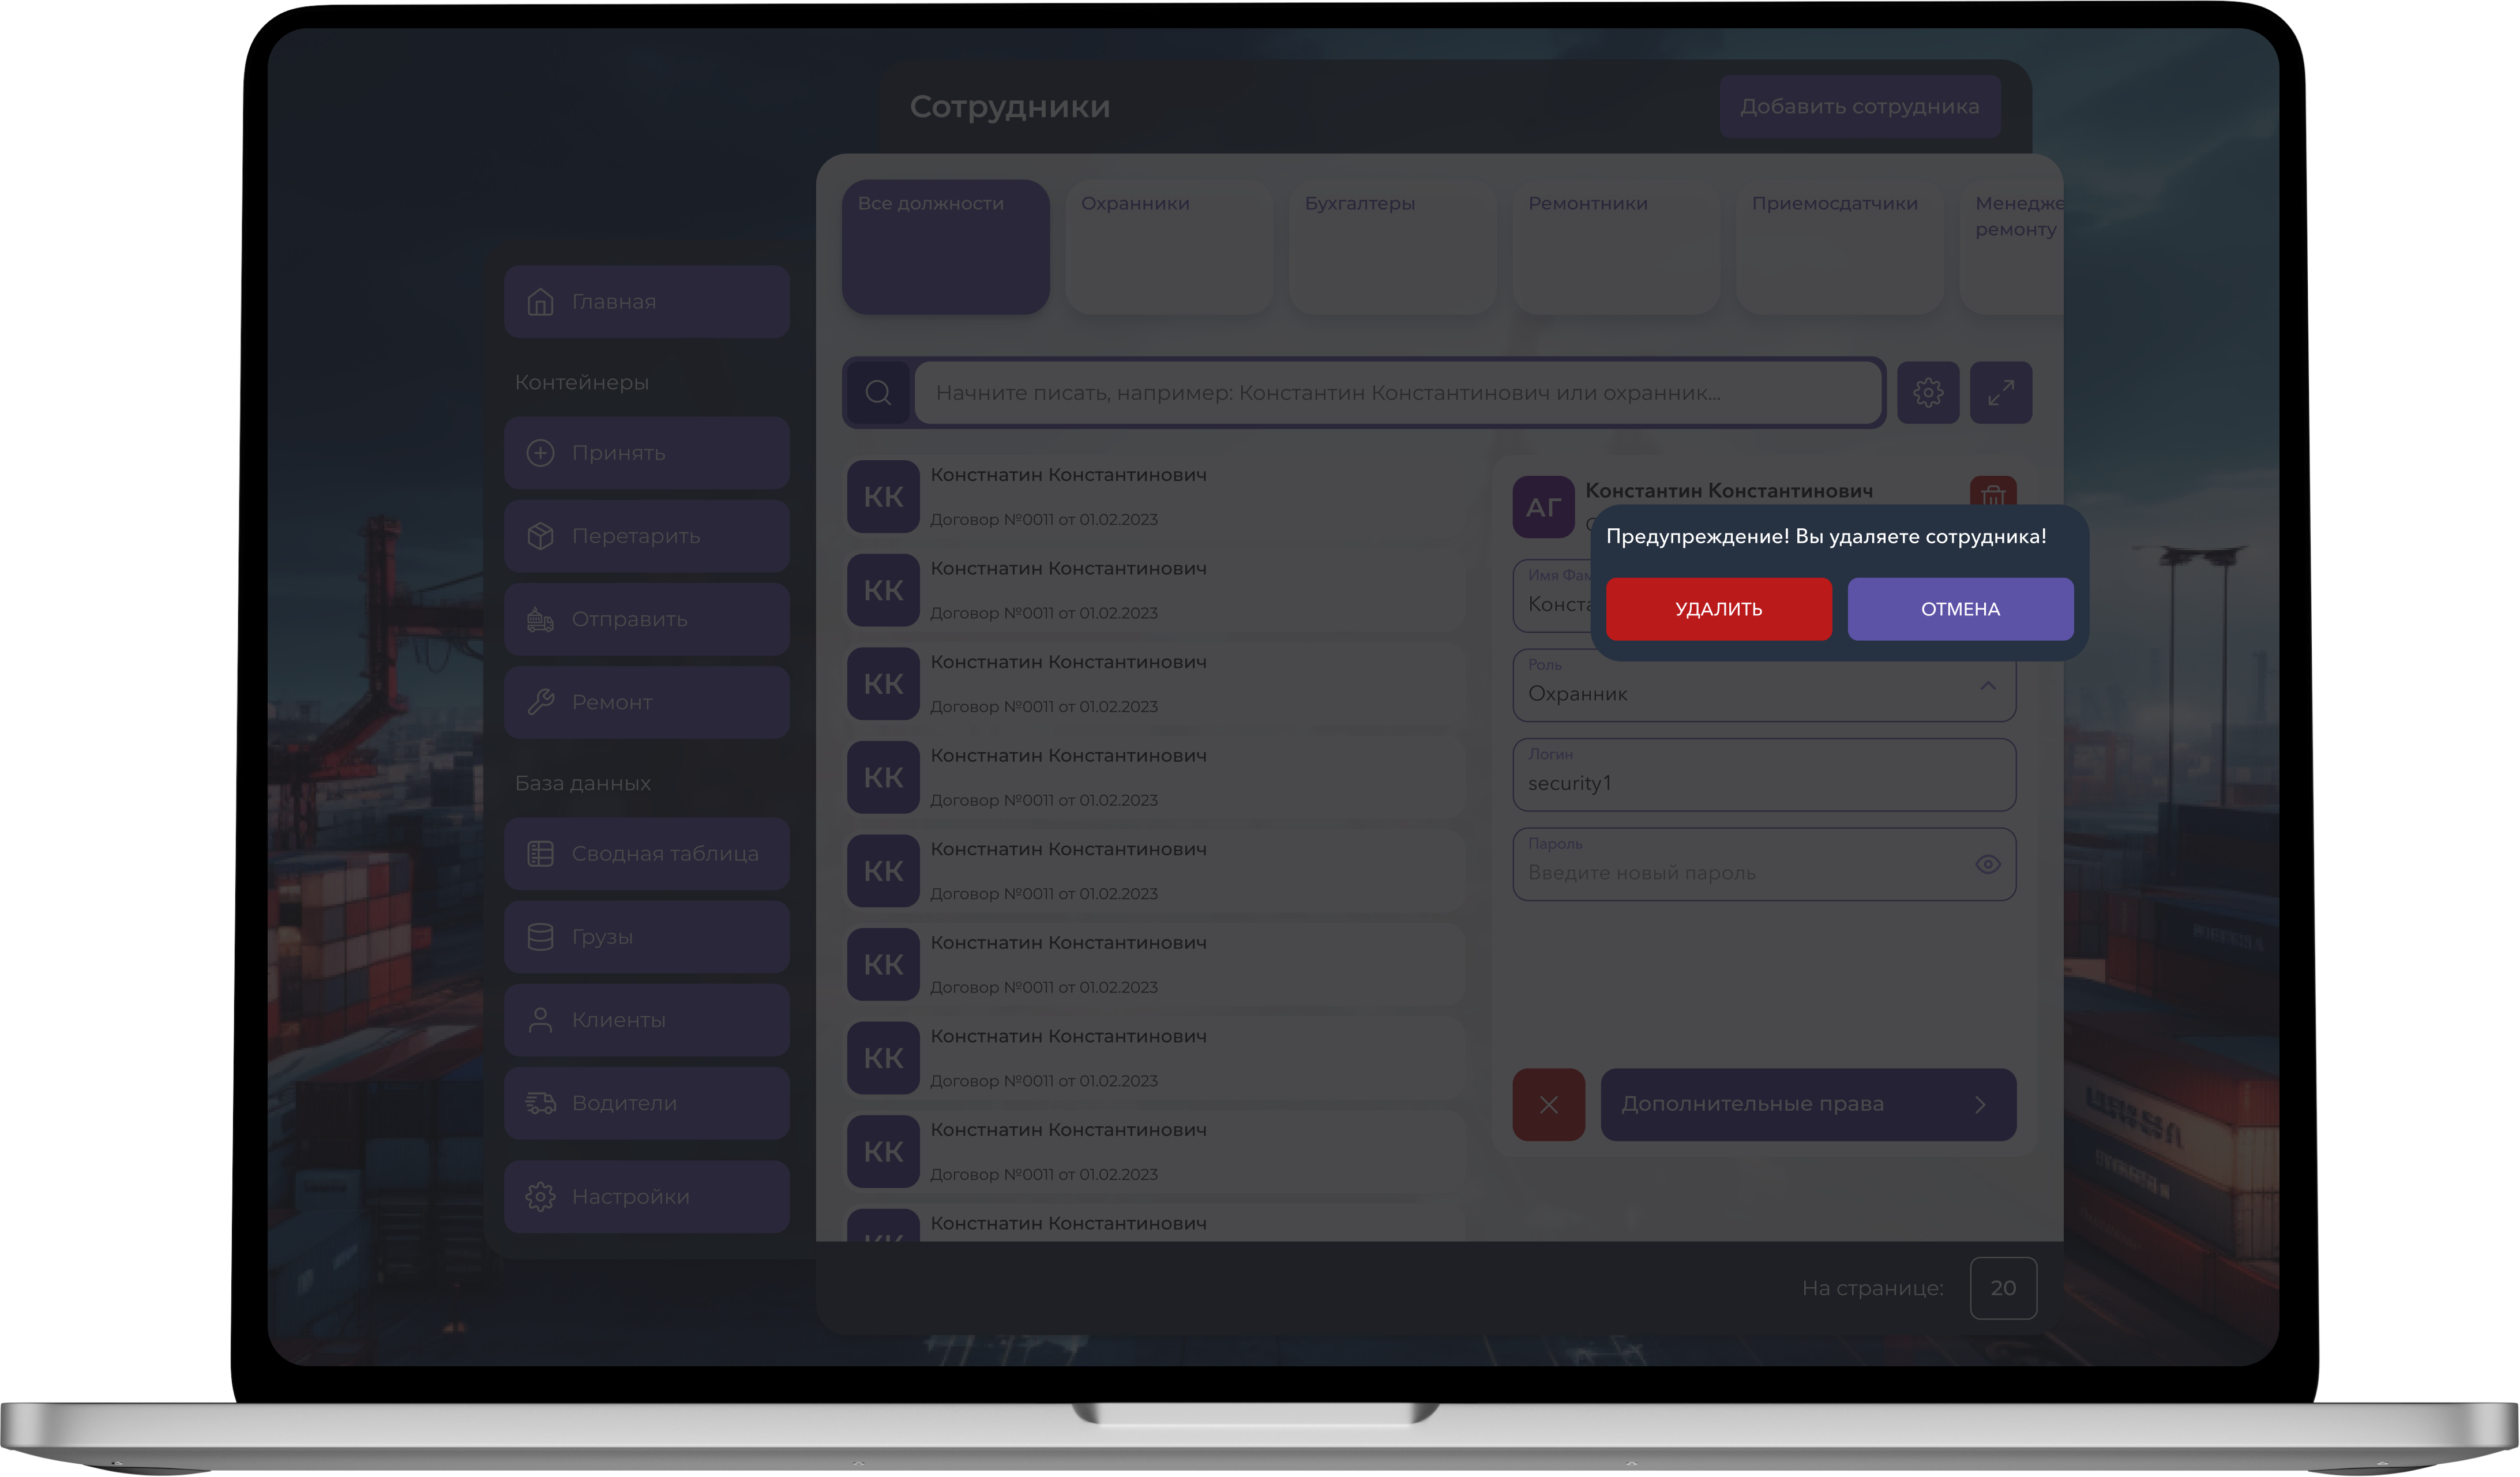 Сотрудники
Добавить сотрудника
Все должности
Охранники
Бухгалтеры
Ремонтники
Приемосдатчики
Менедже
ремонту
Главная
Контейнеры
Принять
Перетарить
Отправить
Ремонт
База данных
Сводная таблица
Грузы
Клиенты
Водители
Настройки
Начните писать, например: Константин Константинович или охранник...
КК
Констнатин Константинович
Договор №0011 от 01.02.2023
КК
Констнатин Константинович
Договор №0011 от 01.02.2023
КК
Констнатин Константинович
Договор №0011 от 01.02.2023
КК
Констнатин Константинович
Договор №0011 от 01.02.2023
КК
Констнатин Константинович
Договор №0011 от 01.02.2023
КК
Констнатин Константинович
Договор №0011 от 01.02.2023
КК
Констнатин Константинович
Договор №0011 от 01.02.2023
КК
Констнатин Константинович
Договор №0011 от 01.02.2023
КК
Констнатин Константинович
АГ
Константин Константинович
Предупреждение! Вы удаляете сотрудника!
УДАЛИТЬ
ОТМЕНА
Имя Фам
Конста
Роль
Охранник
Логин
security1
Пароль
Введите новый пароль
Дополнительные права
На странице:
20